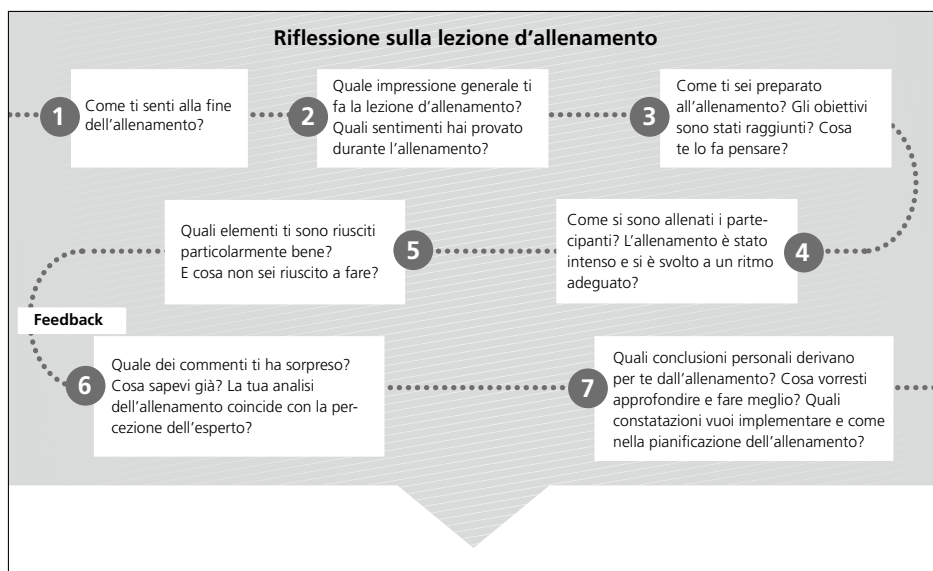 Riflessione sulla lezione d'allenamento
1
Come ti senti alla fine
dell'allenamento?
2
Quale impressione generale ti
fa la lezione d'allenamento?
Quali sentimenti hai provato
durante l'allenamento?
3
Come ti sei preparato
all'allenamento? Gli obiettivi
sono stati raggiunti? Cosa
te lo fa pensare?
4
Come si sono allenati i parte-
cipanti? L'allenamento è stato
intenso e si è svolto a un ritmo
adeguato?
5
Quali elementi ti sono riusciti
particolarmente bene?
E cosa non sei riuscito a fare?
Feedback
6
Quale dei commenti ti ha sorpreso?
Cosa sapevi già? La tua analisi
dell'allenamento coincide con la per-
cezione dell'esperto?
7
Quali conclusioni personali derivano
per te dall'allenamento? Cosa vorresti
approfondire e fare meglio? Quali
constatazioni vuoi implementare e come
nella pianificazione dell'allenamento?